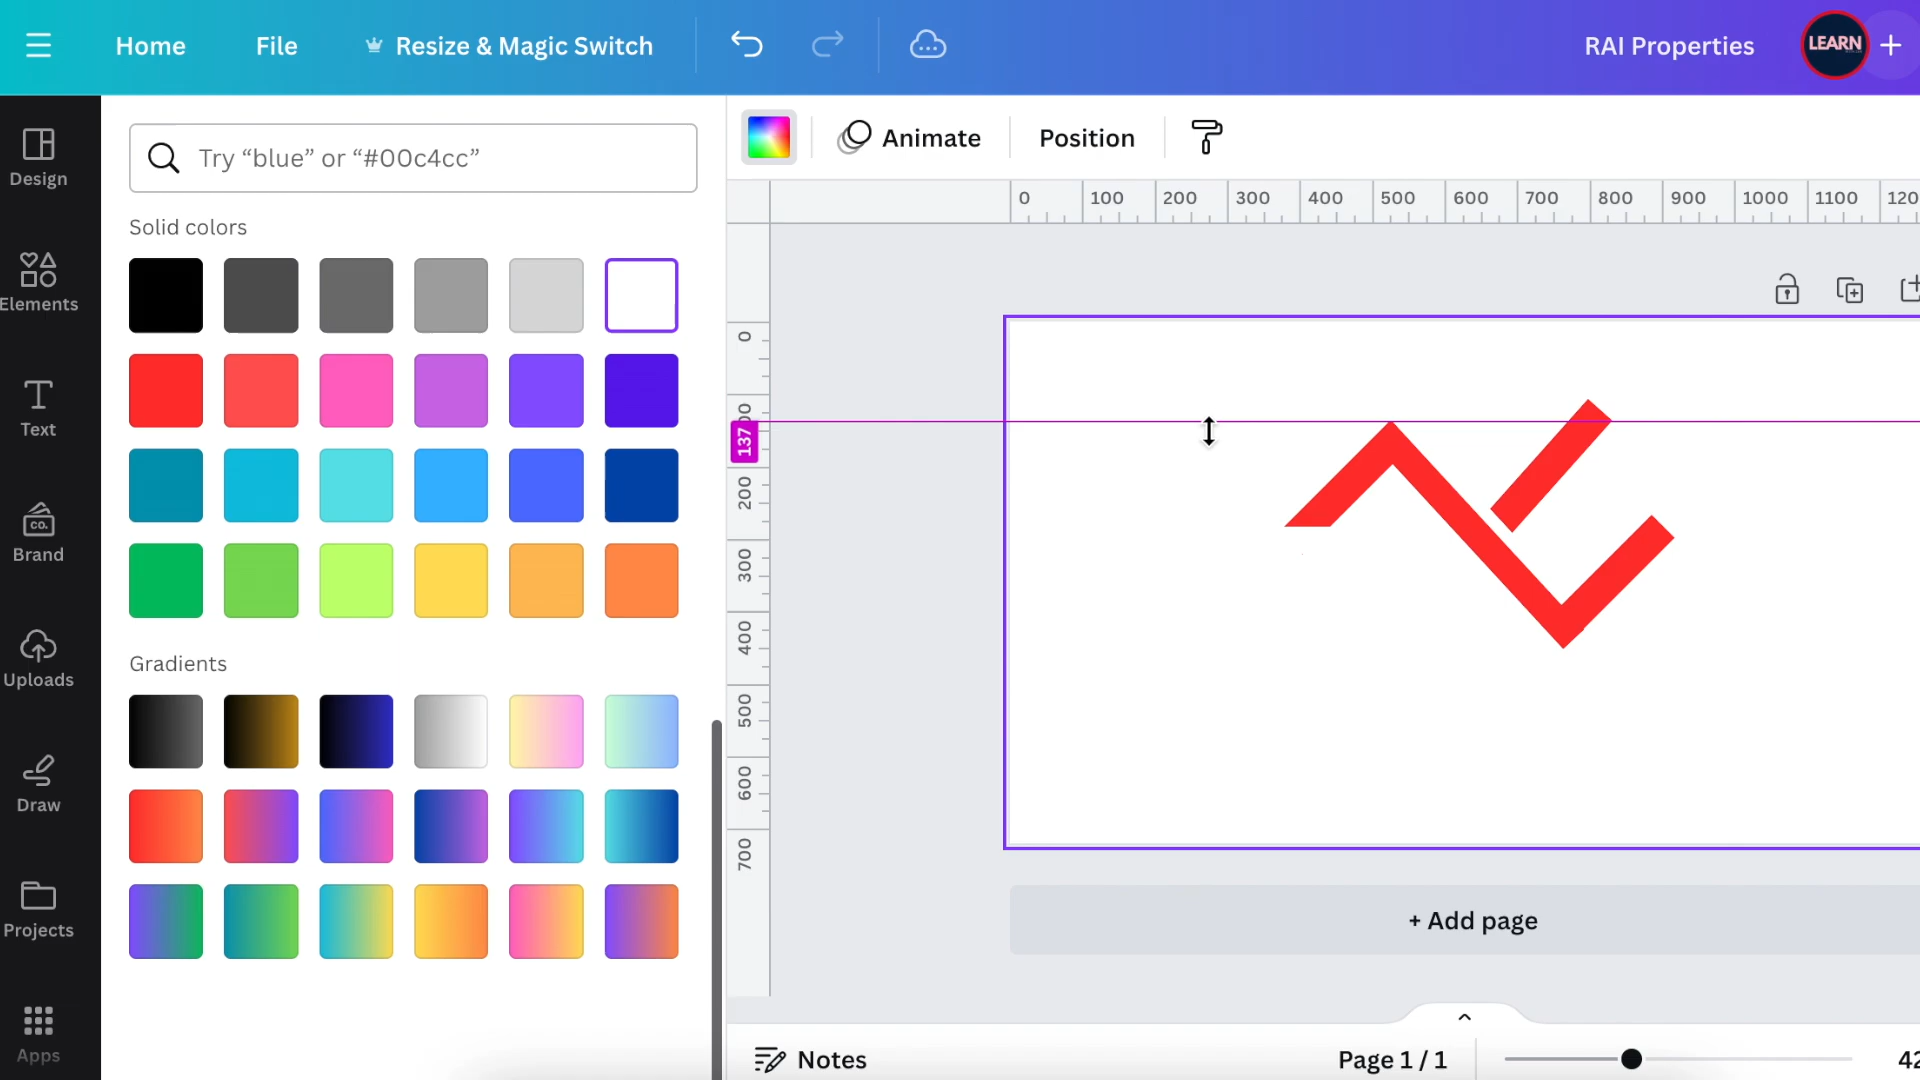 Home File Resize & Magic Switch RAI Properties LEARN
Design
Elements
Text
Brand
CO.
Uploads
Draw
Projects
Apps
Try “blue” or “#00c4cc”
Solid colors
Gradients
Animate Position
0 100 200 300 400 500 600 700 800 900 1000 1100 120
0
137
200
300
400
500
600
700
+ Add page
Notes Page 1 / 1 42